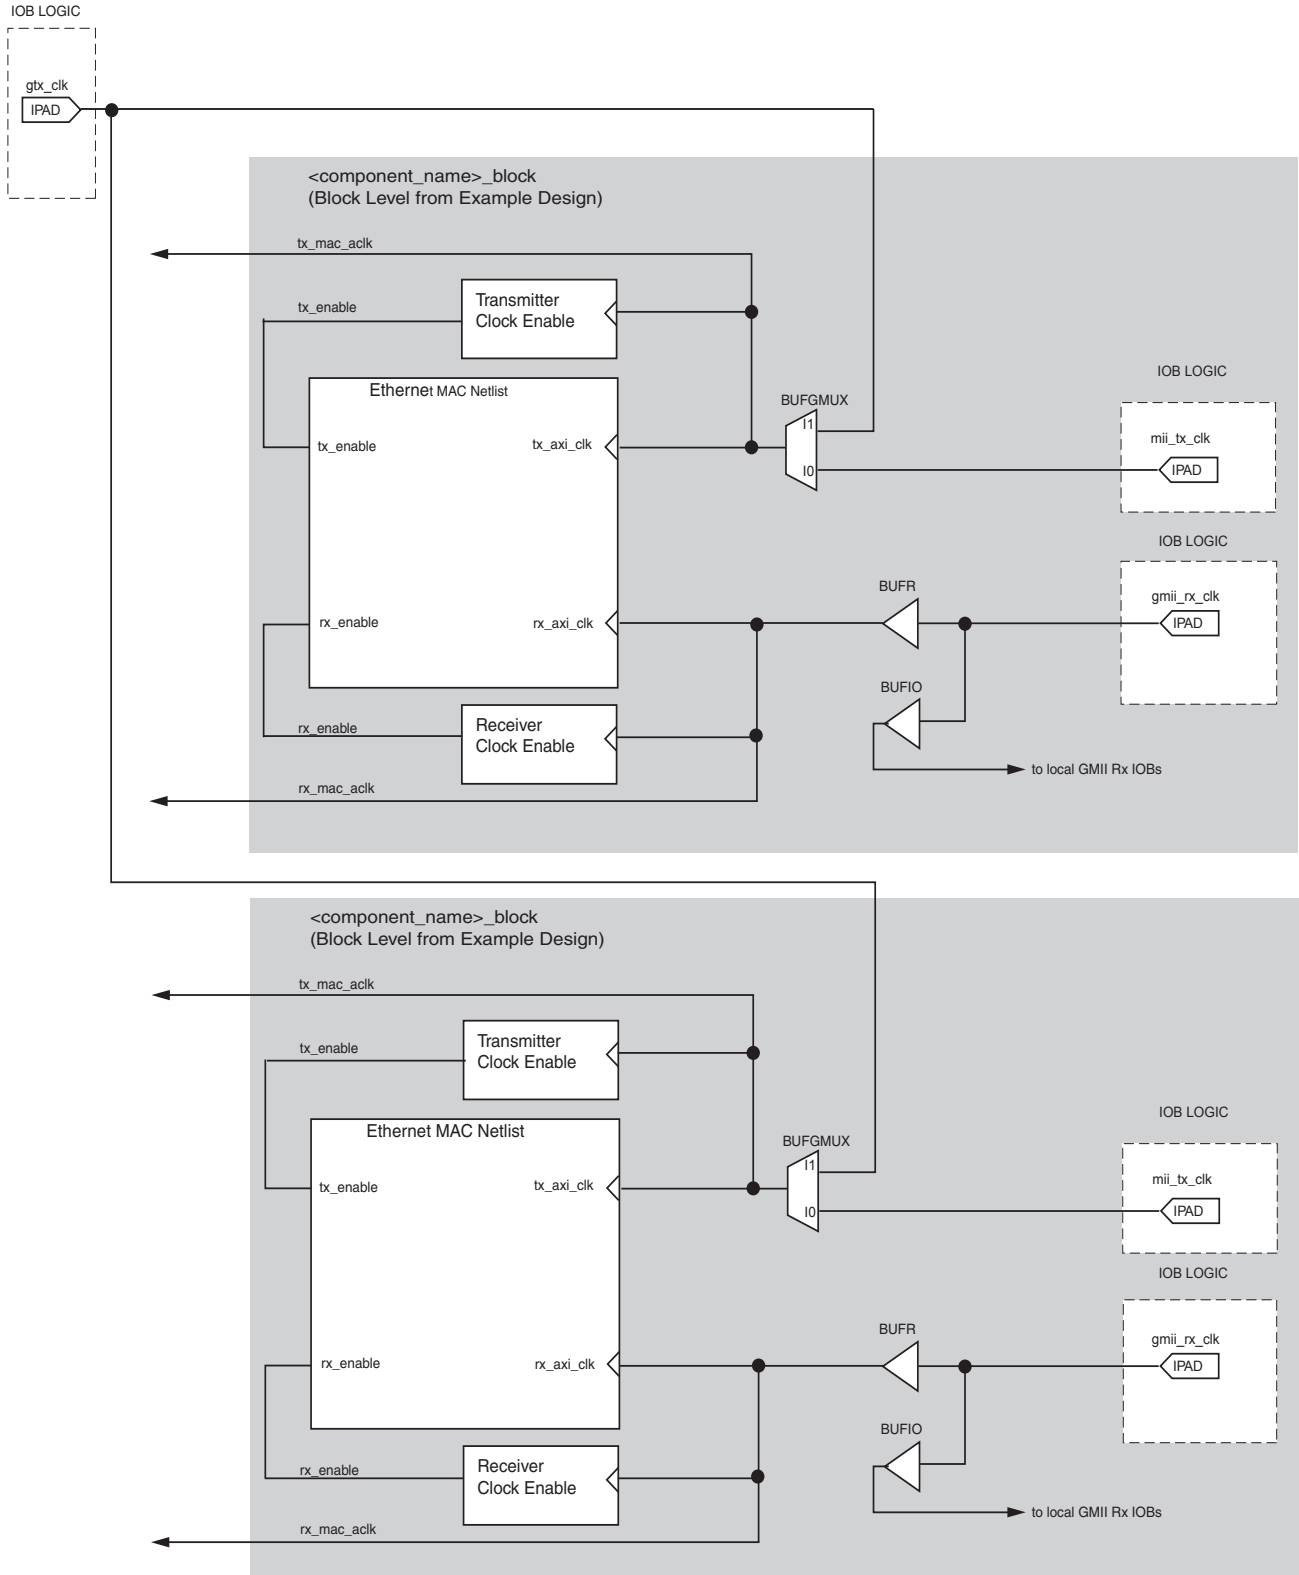 IOB LOGIC
gtx_clk
IPAD
<component_name>_block
(Block Level from Example Design)
tx_mac_aclk
tx_enable
Transmitter
Clock Enable
Ethernet MAC Netlist
tx_enable
tx_axi_clk
BUFGMUX
I1
I0
IOB LOGIC
mii_tx_clk
IPAD
IOB LOGIC
gmii_rx_clk
IPAD
BUFR
rx_enable
rx_axi_clk
BUFIO
rx_enable
Receiver
Clock Enable
to local GMII Rx IOBs
rx_mac_aclk
<component_name>_block
(Block Level from Example Design)
tx_mac_aclk
tx_enable
Transmitter
Clock Enable
Ethernet MAC Netlist
tx_enable
tx_axi_clk
BUFGMUX
I1
I0
IOB LOGIC
mii_tx_clk
IPAD
IOB LOGIC
gmii_rx_clk
IPAD
BUFR
rx_enable
rx_axi_clk
BUFIO
rx_enable
Receiver
Clock Enable
to local GMII Rx IOBs
rx_mac_aclk